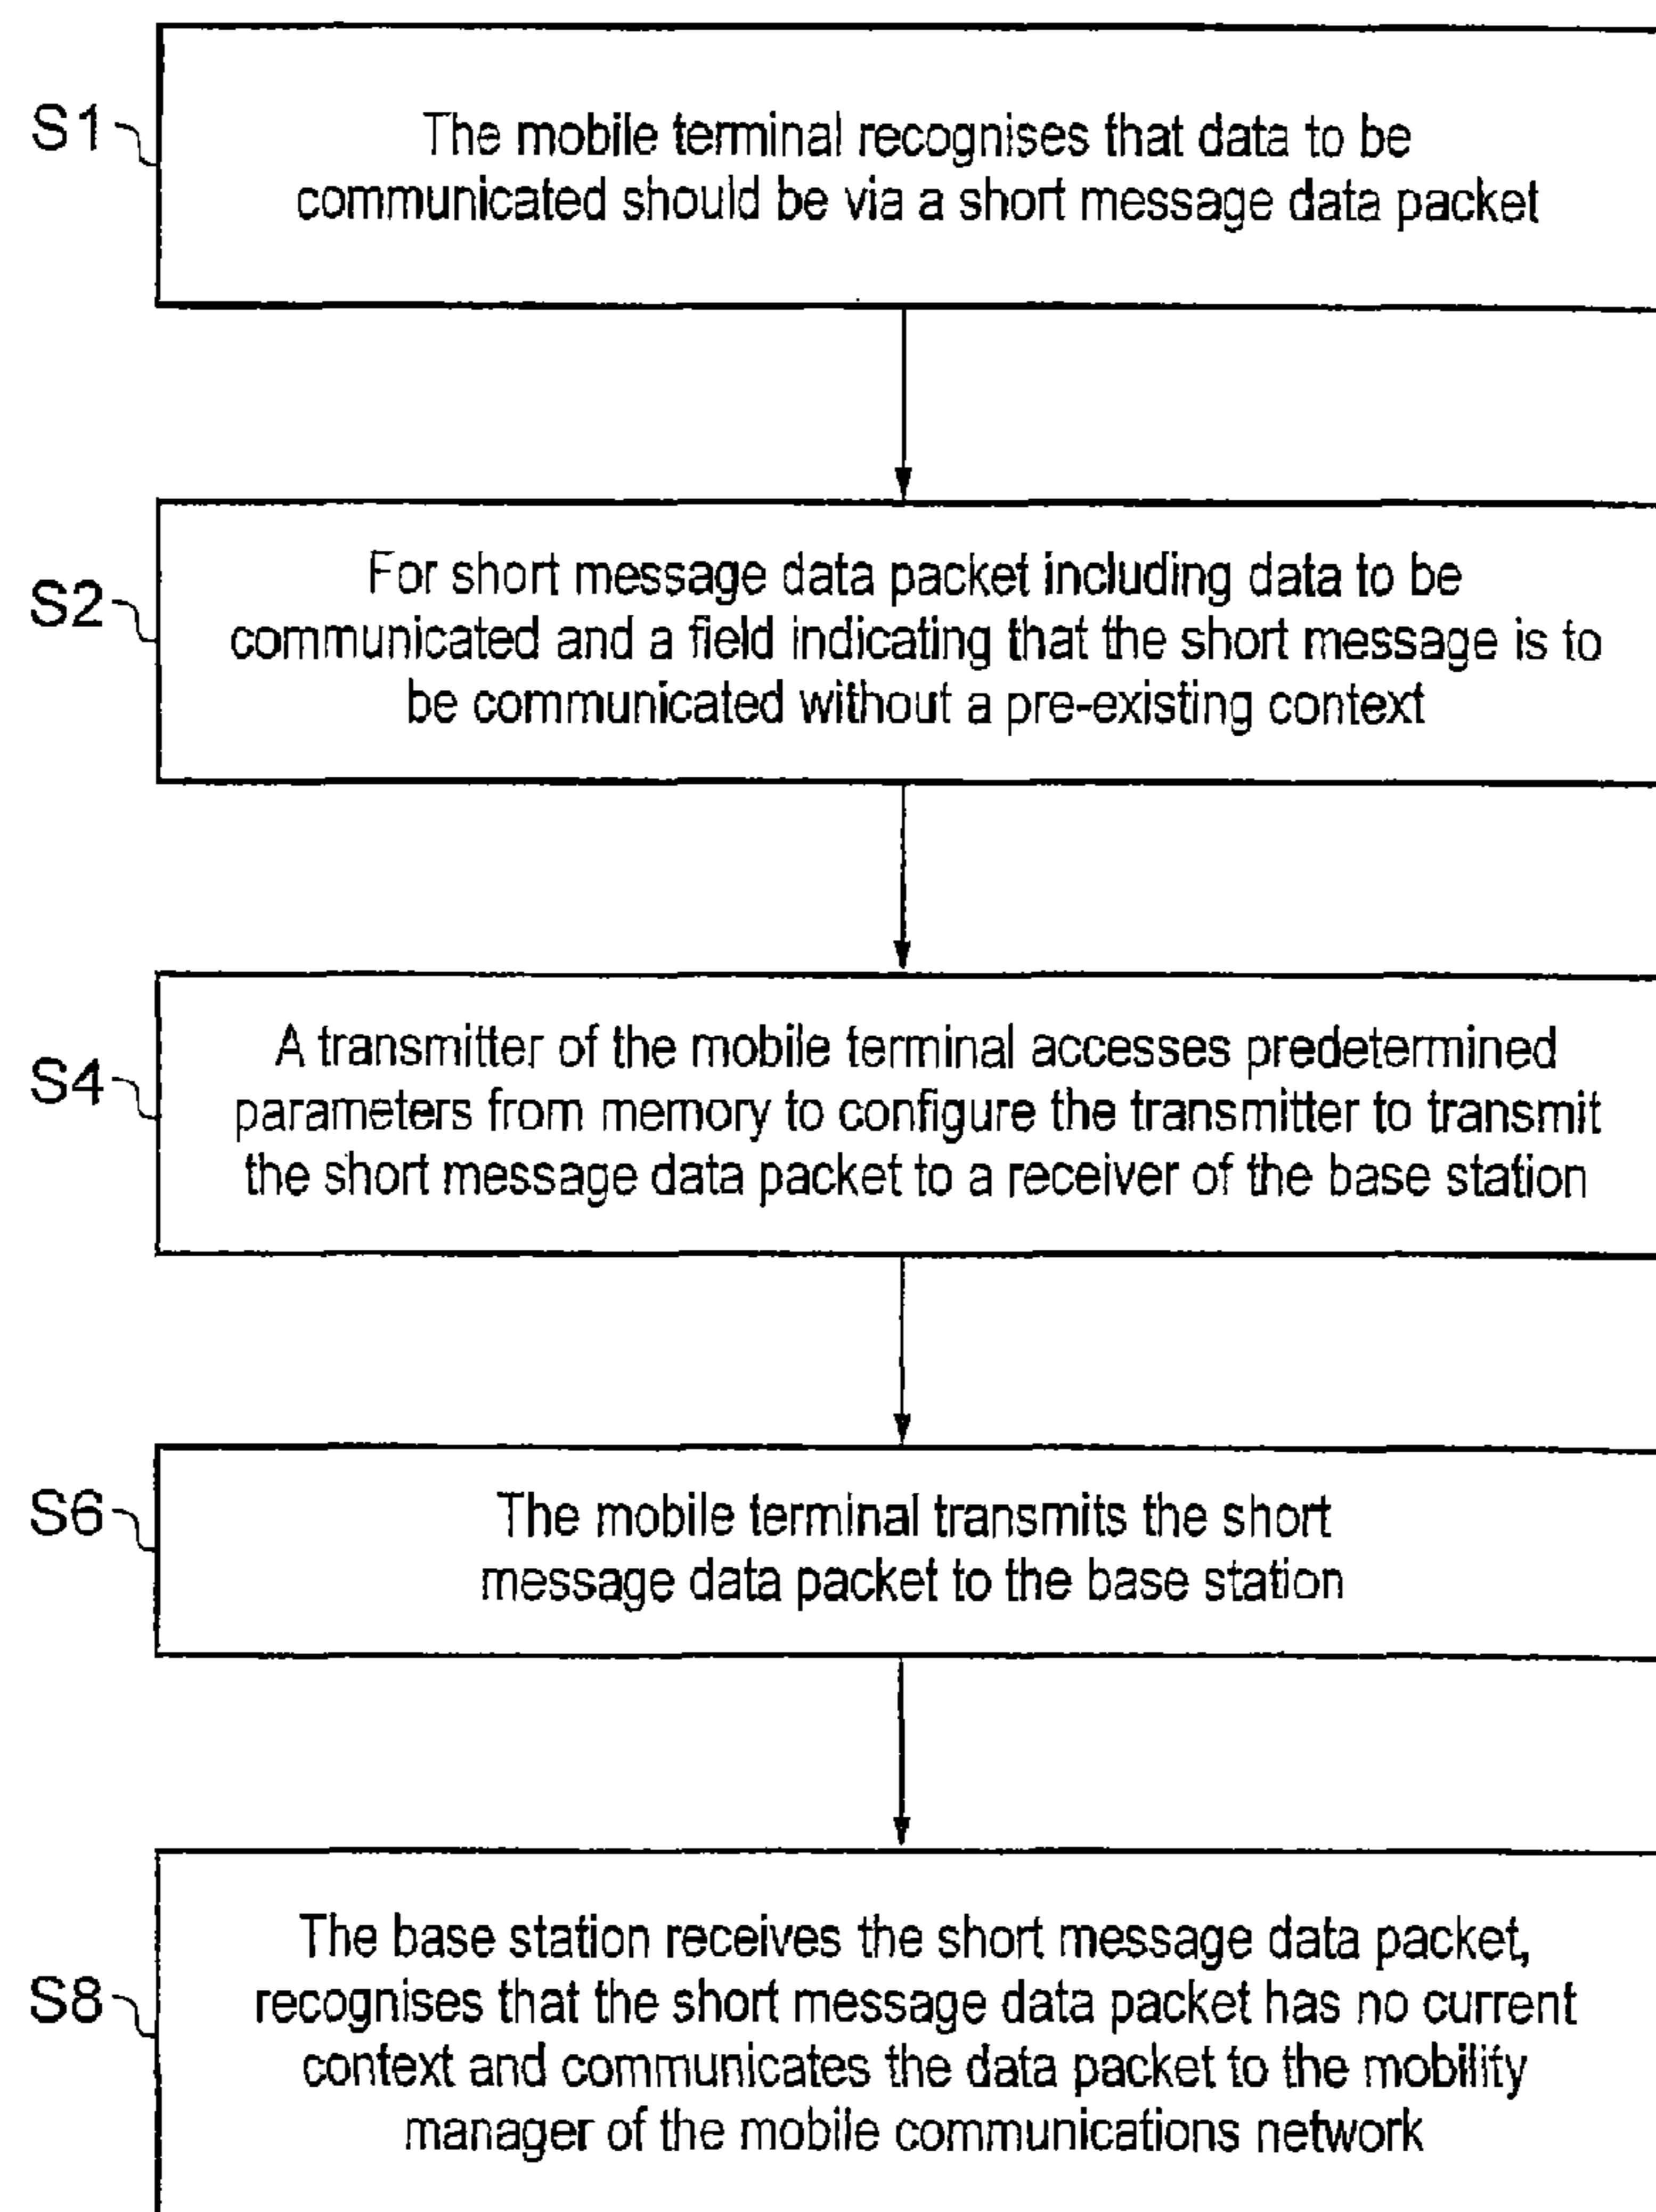 S1
The mobile terminal recognises that data to be
communicated should be via a short message data packet
S2
For short message data packet including data to be
communicated and a field indicating that the short message is to
be communicated without a pre-existing context
S4
A transmitter of the mobile terminal accesses predetermined
parameters from memory to configure the transmitter to transmit
the short message data packet to a receiver of the base station
S6
The mobile terminal transmits the short
message data packet to the base station
S8
The base station receives the short message data packet,
recognises that the short message data packet has no current
context and communicates the data packet to the mobility
manager of the mobile communications network